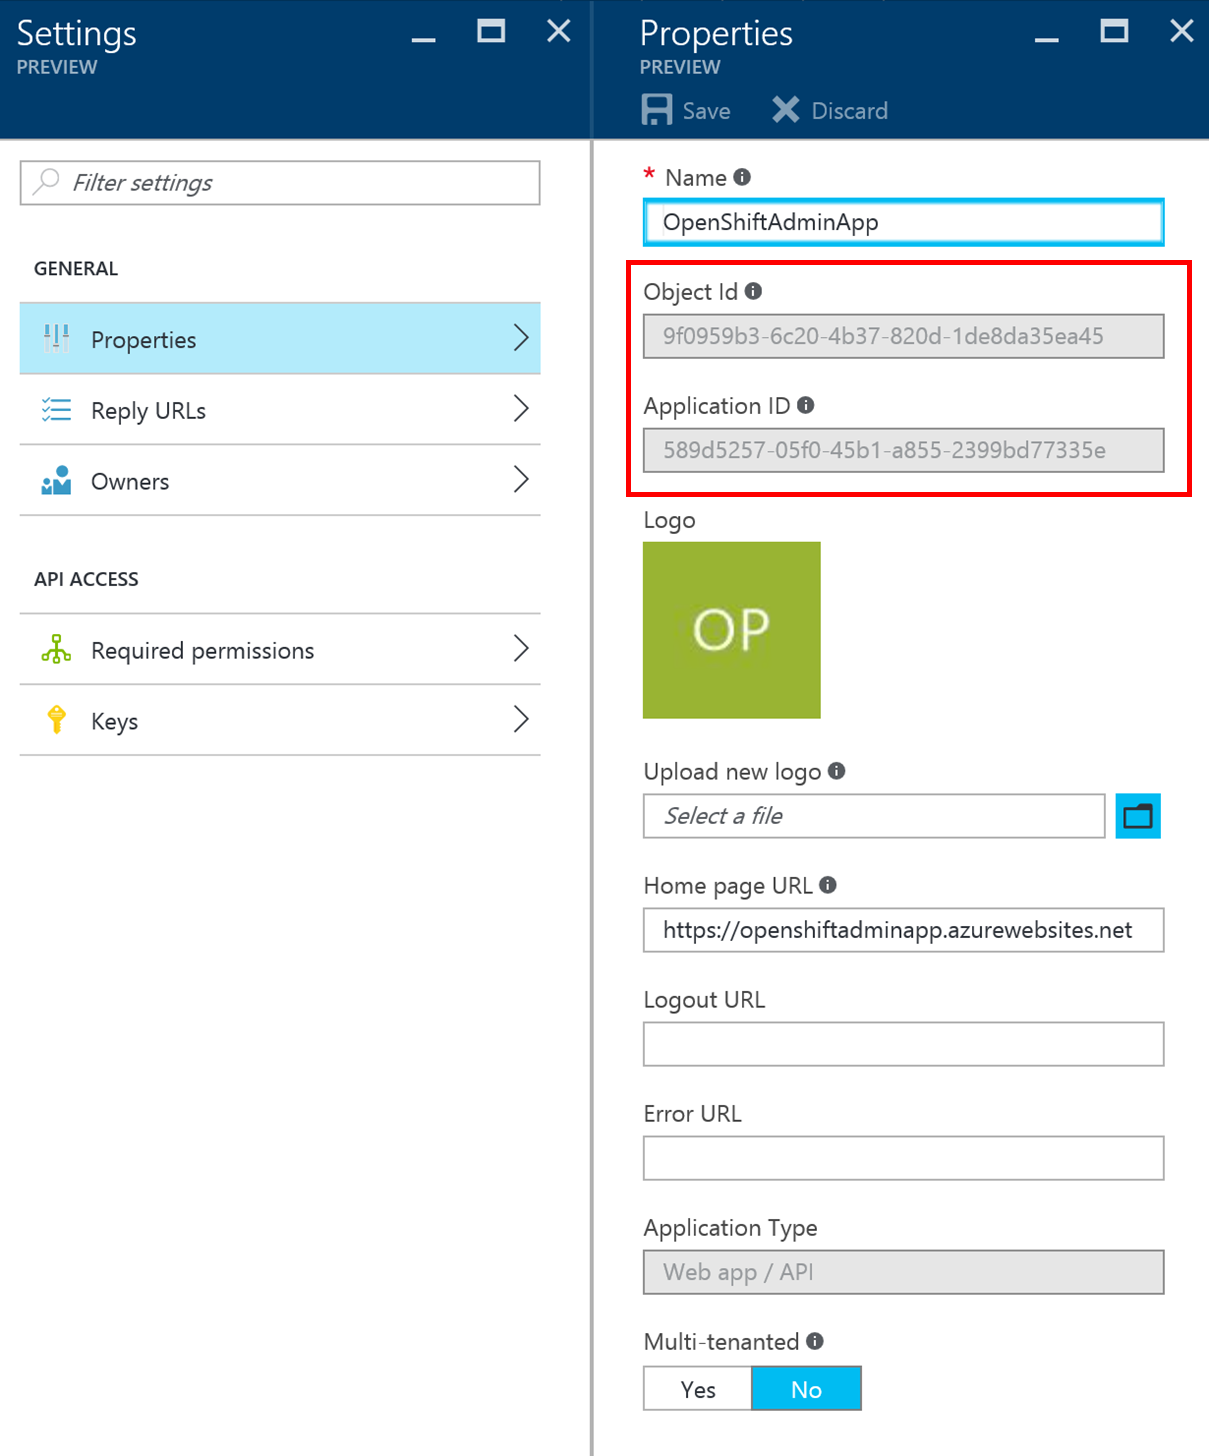 Settings
PREVIEW
Filter settings
GENERAL
Properties
Reply URLs
Owners
API ACCESS
Required permissions
Keys
Properties
PREVIEW
Save Discard
* Name
OpenShiftAdminApp
Object Id
9f0959b3-6c20-4b37-820d-1de8da35ea45
Application ID
589d5257-05f0-45b1-a855-2399bd77335e
Logo
OP
Upload new logo
Select a file
Home page URL
https://openshiftadminapp.azurewebsites.net
Logout URL
Error URL
Application Type
Web app / API
Multi-tenanted
Yes No